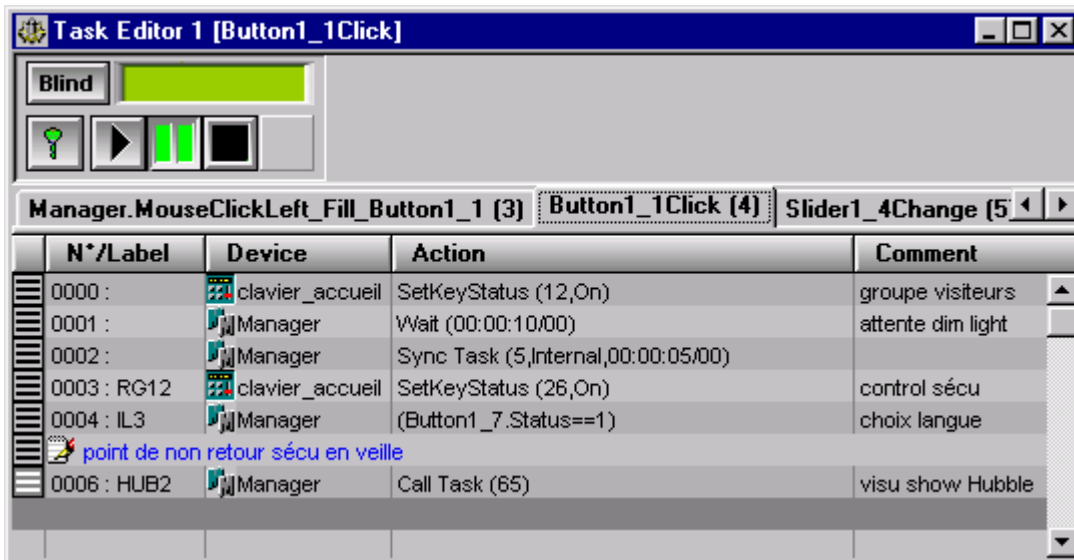 Task Editor 1 [Button1_1Click]
Blind
Manager.MouseClickLeft_Fill_Button1_1 (3) Button1_1Click (4) Slider1_4Change (5
N°/Label Device Action Comment
0000 : clavier_accueil SetKeyStatus (12,On) groupe visiteurs
0001 : Manager Wait (00:00:10/00) attente dim light
0002 : Manager Sync Task (5,Internal,00:00:05/00)
0003 : RG12 clavier_accueil SetKeyStatus (26,On) control sécu
0004 : IL3 Manager (Button1_7.Status==1) choix langue
point de non retour sécu en veille
0006 : HUB2 Manager Call Task (65) visu show Hubble